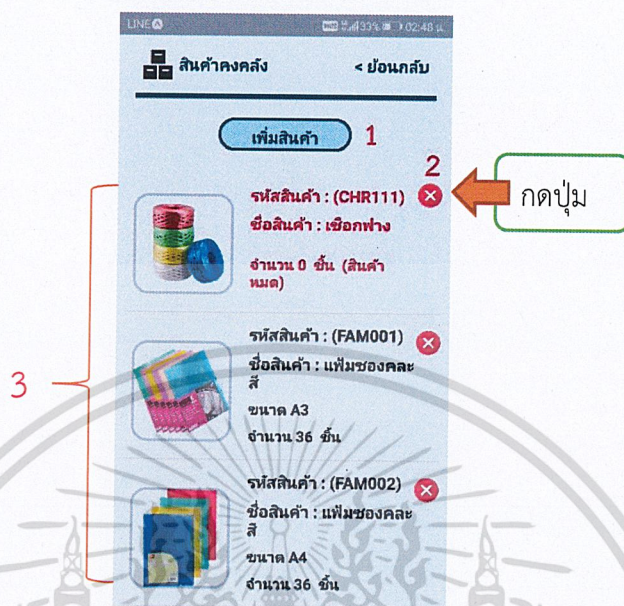 LINE 33% 02:48 น.
สินค้าคงคลัง < ย้อนกลับ
เพิ่มสินค้า 1
2
รหัสสินค้า : (CHR111)
กดปุ่ม
ชื่อสินค้า : เชือกฟาง
จำนวน 0 ชิ้น (สินค้า
หมด)
3
รหัสสินค้า : (FAM001)
ชื่อสินค้า : แฟ้มซองคละ
สี
ขนาด A3
จำนวน 36 ชิ้น
รหัสสินค้า : (FAM002)
ชื่อสินค้า : แฟ้มซองคละ
สี
ขนาด A4
จำนวน 36 ชิ้น